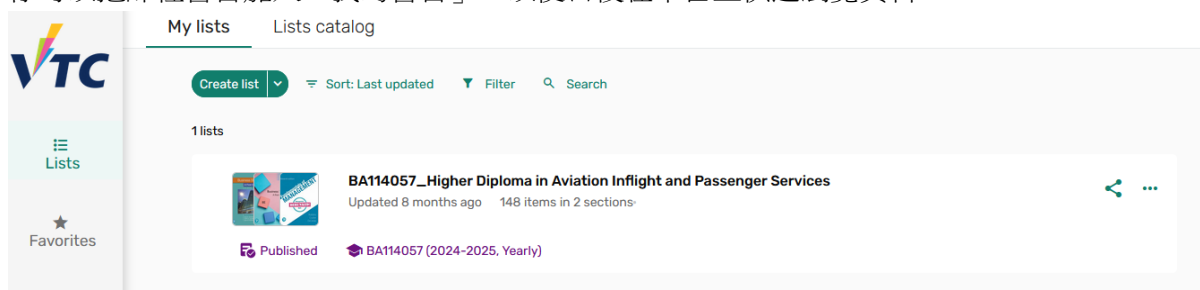 My lists Lists catalog
VTC
Create list Sort: Last updated Filter Search
1 lists
Lists
BA114057_Higher Diploma in Aviation Inflight and Passenger Services
Updated 8 months ago 148 items in 2 sections·
Favorites
Published BA114057 (2024-2025, Yearly)